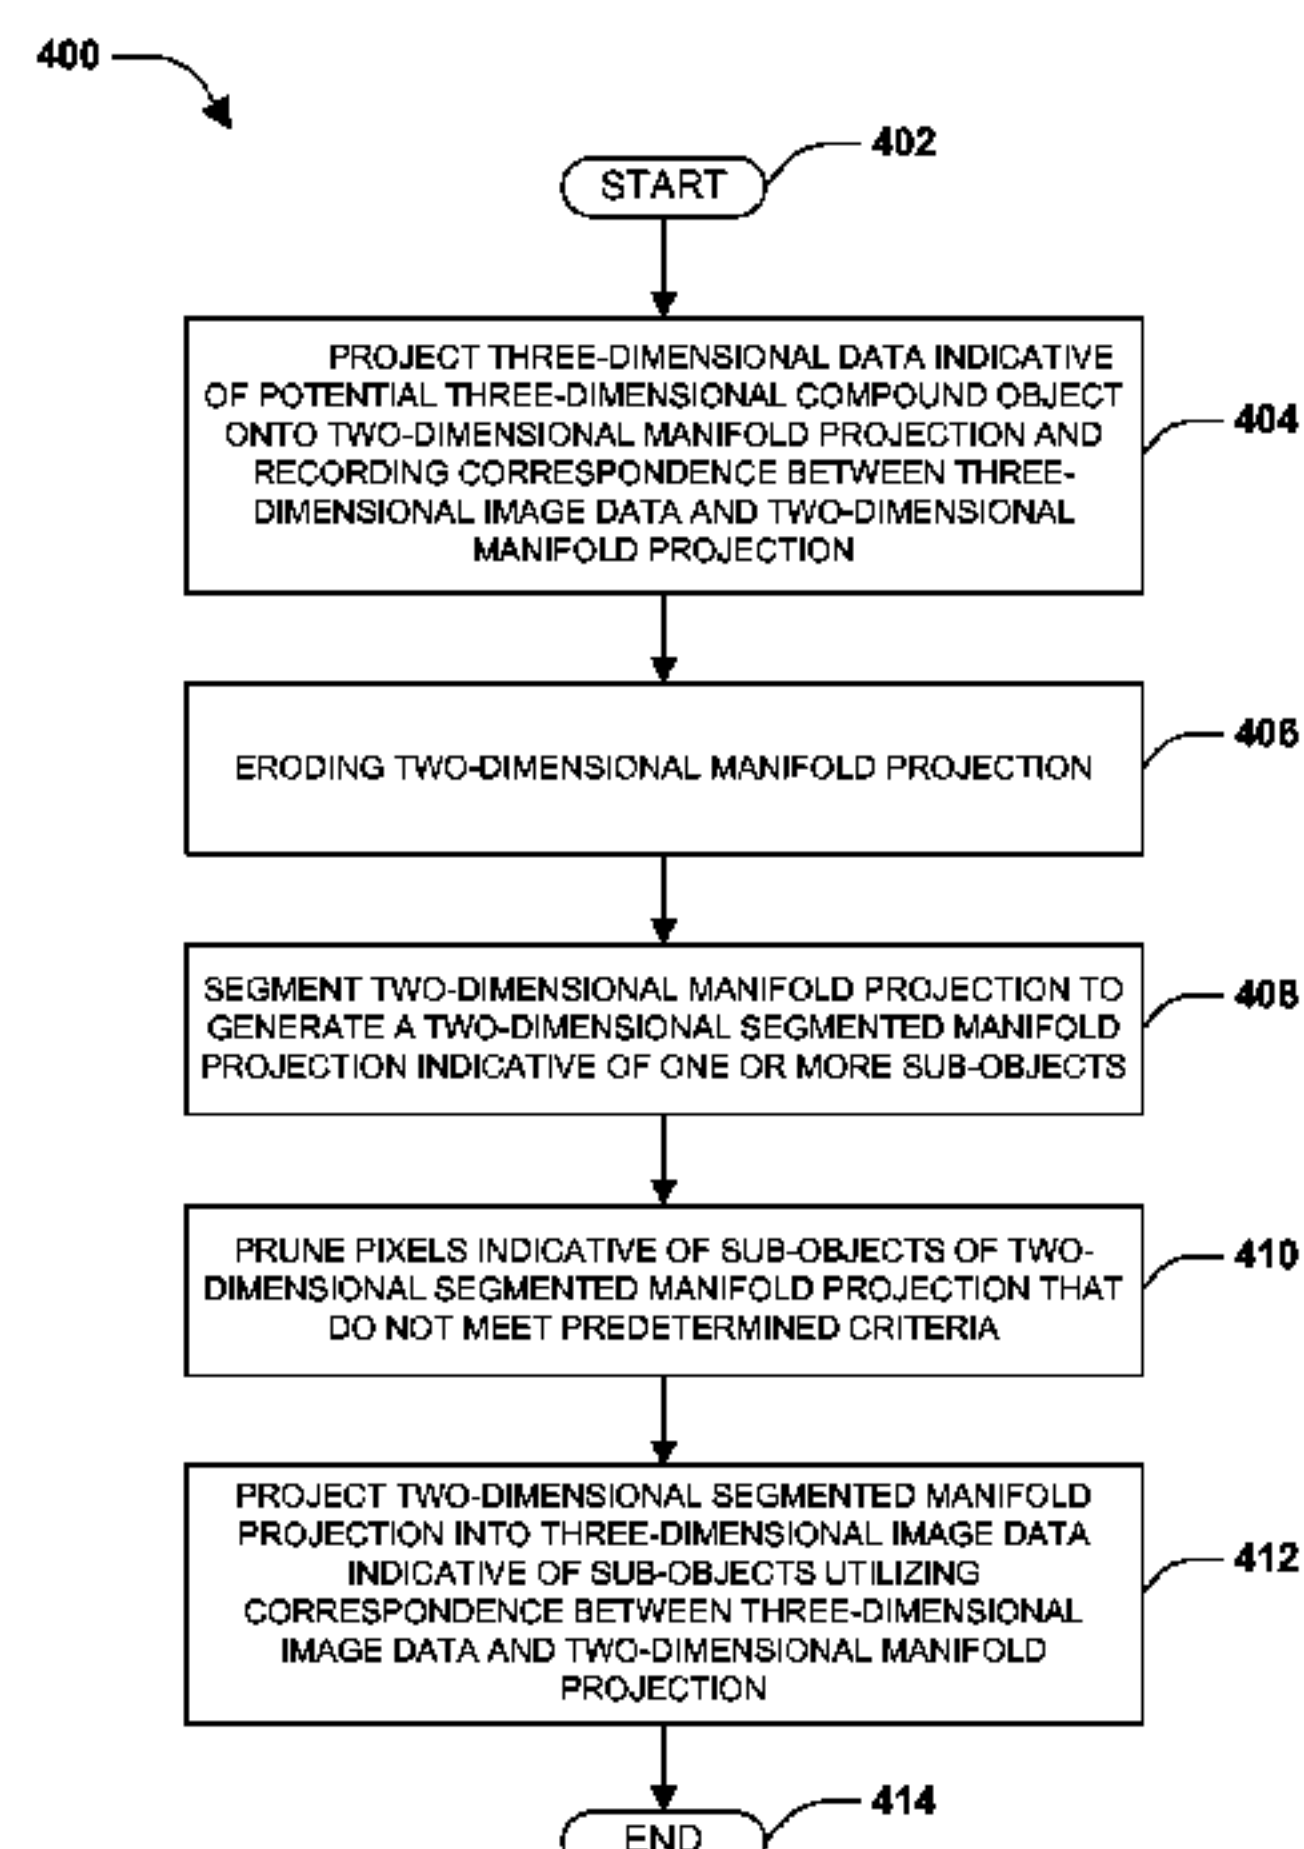 400
402
START
PROJECT THREE-DIMENSIONAL DATA INDICATIVE
OF POTENTIAL THREE-DIMENSIONAL COMPOUND OBJECT
ONTO TWO-DIMENSIONAL MANIFOLD PROJECTION AND
RECORDING CORRESPONDENCE BETWEEN THREE-
DIMENSIONAL IMAGE DATA AND TWO-DIMENSIONAL
MANIFOLD PROJECTION
404
ERODING TWO-DIMENSIONAL MANIFOLD PROJECTION
406
SEGMENT TWO-DIMENSIONAL MANIFOLD PROJECTION TO
GENERATE A TWO-DIMENSIONAL SEGMENTED MANIFOLD
PROJECTION INDICATIVE OF ONE OR MORE SUB-OBJECTS
408
PRUNE PIXELS INDICATIVE OF SUB-OBJECTS OF TWO-
DIMENSIONAL SEGMENTED MANIFOLD PROJECTION THAT
DO NOT MEET PREDETERMINED CRITERIA
410
PROJECT TWO-DIMENSIONAL SEGMENTED MANIFOLD
PROJECTION INTO THREE-DIMENSIONAL IMAGE DATA
INDICATIVE OF SUB-OBJECTS UTILIZING
CORRESPONDENCE BETWEEN THREE-DIMENSIONAL
IMAGE DATA AND TWO-DIMENSIONAL MANIFOLD
PROJECTION
412
414
END